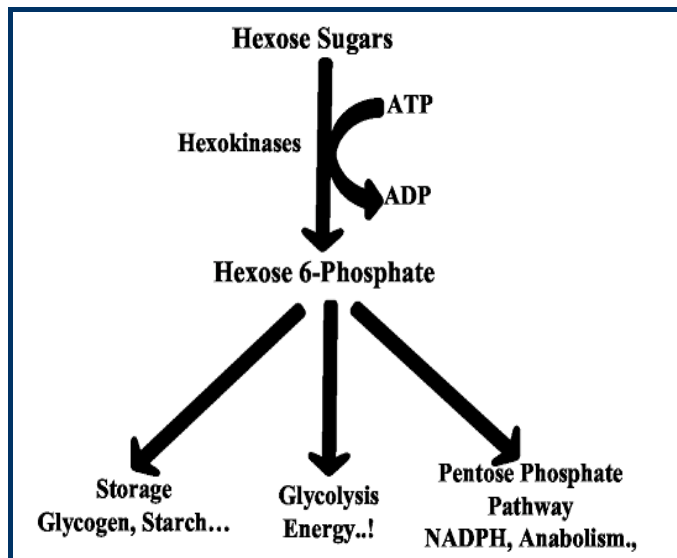 Hexose Sugars
ATP
Hexokinases
ADP
Hexose 6-Phosphate
Storage
Glycogen, Starch...
Glycolysis
Energy..!
Pentose Phosphate
Pathway
NADPH, Anabolism.,